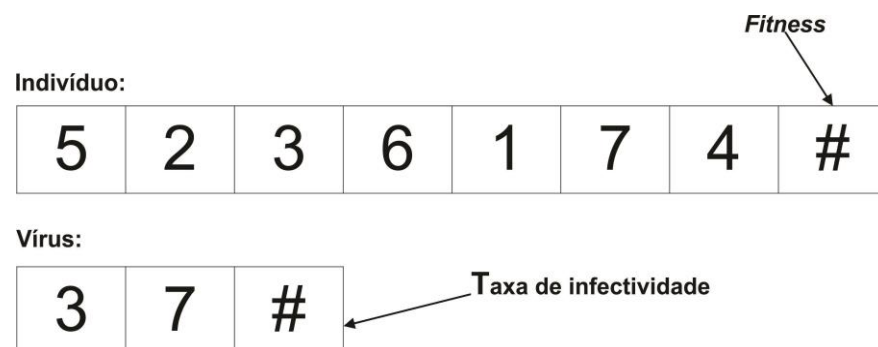 Fitness
Indivíduo:
5 2 3 6 1 7 4 #
Vírus:
3 7 #
Taxa de infectividade